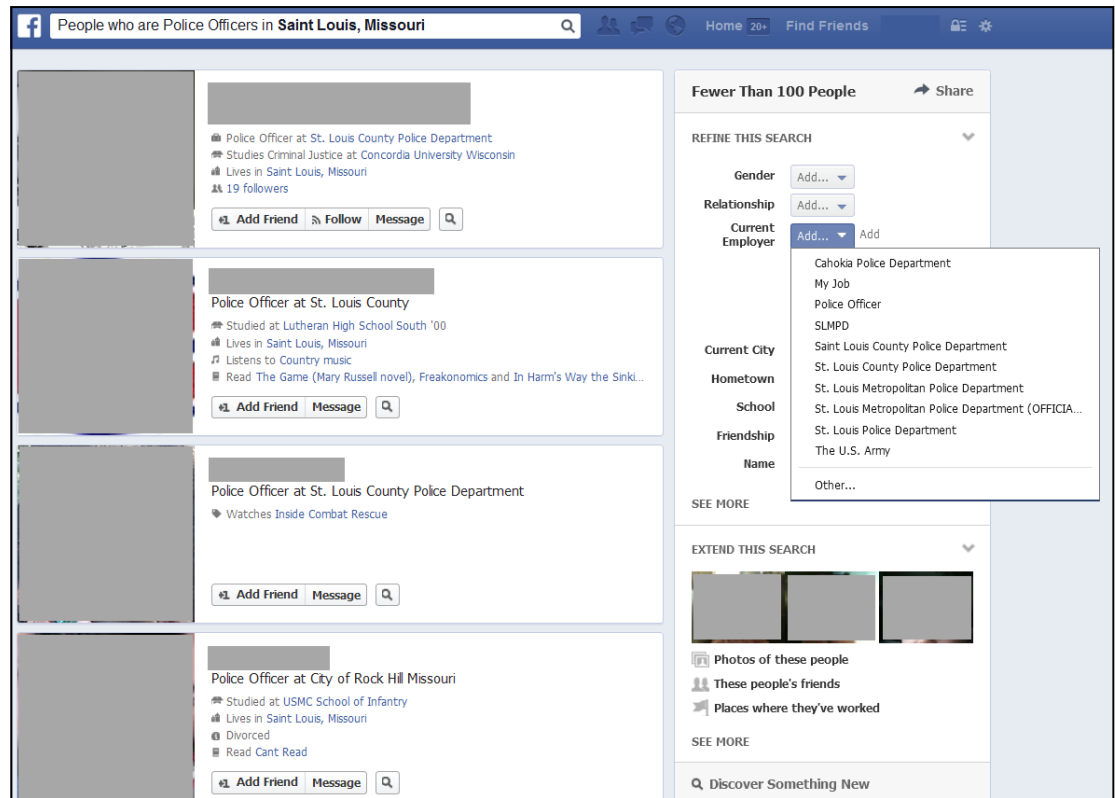 f
People who are Police Officers in Saint Louis, Missouri
Home 20+ Find Friends
Police Officer at St. Louis County Police Department
Studies Criminal Justice at Concordia University Wisconsin
Lives in Saint Louis, Missouri
19 followers
+1 Add Friend Follow Message
Police Officer at St. Louis County
Studied at Lutheran High School South '00
Lives in Saint Louis, Missouri
Listens to Country music
Read The Game (Mary Russell novel), Freakonomics and In Harm's Way the Sinki...
+1 Add Friend Message
Police Officer at St. Louis County Police Department
Watches Inside Combat Rescue
+1 Add Friend Message
Police Officer at City of Rock Hill Missouri
Studied at USMC School of Infantry
Lives in Saint Louis, Missouri
Divorced
Read Cant Read
+1 Add Friend Message
Fewer Than 100 People Share
REFINE THIS SEARCH
Gender Add...
Relationship Add...
Current
Employer Add... Add
Cahokia Police Department
My Job
Police Officer
SLMPD
Saint Louis County Police Department
St. Louis County Police Department
St. Louis Metropolitan Police Department
St. Louis Metropolitan Police Department (OFFICIA...
St. Louis Police Department
The U.S. Army
Other...
Current City
Hometown
School
Friendship
Name
SEE MORE
EXTEND THIS SEARCH
Photos of these people
These people's friends
Places where they've worked
SEE MORE
Discover Something New